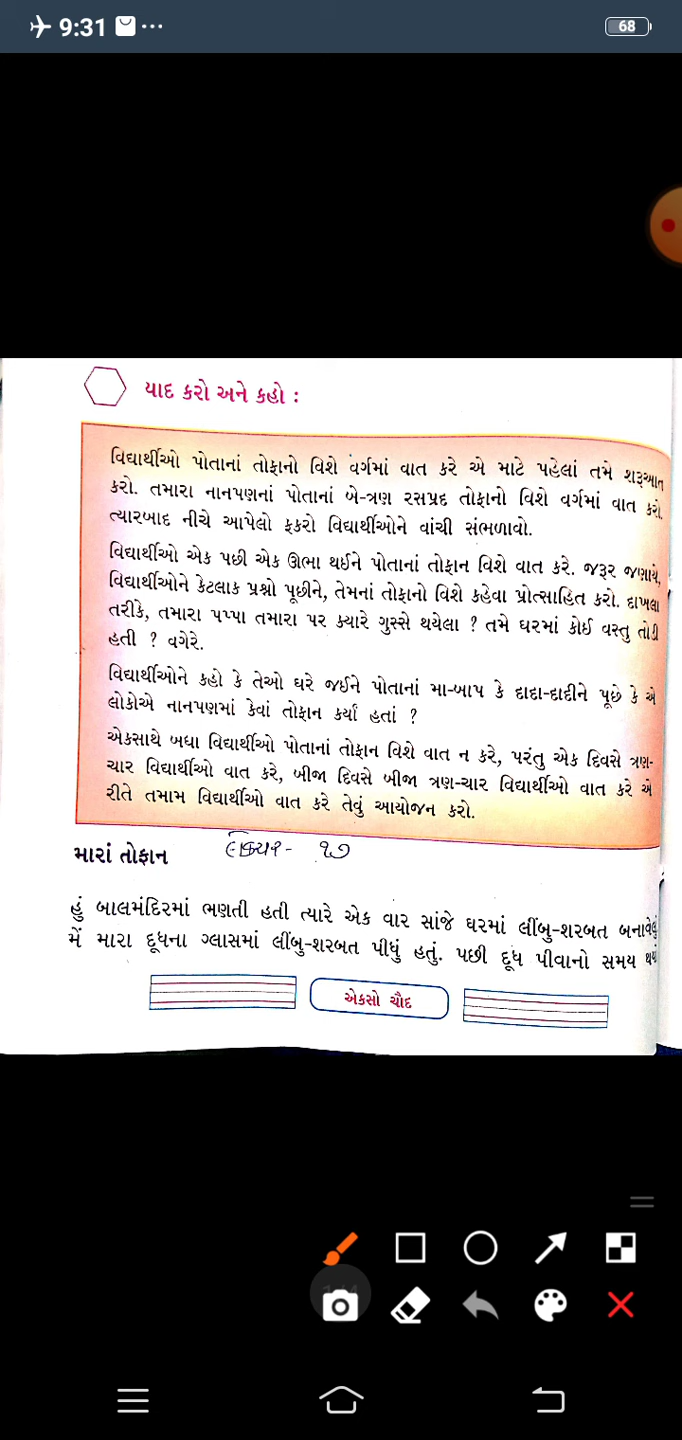 9:31
68
યાદ કરો અને કહો :
વિદ્યાર્થીઓ પોતાનાં તોફાનો વિશે વર્ગમાં વાત કરે એ માટે પહેલાં તમે શરૂઆત
કરો. તમારા નાનપણનાં પોતાનાં બે-ત્રણ રસપ્રદ તોફાનો વિશે વર્ગમાં વાત કરો.
ત્યારબાદ નીચે આપેલો ફકરો વિદ્યાર્થીઓને વાંચી સંભળાવો.
વિદ્યાર્થીઓ એક પછી એક ઊભા થઈને પોતાનાં તોફાન વિશે વાત કરે. જરૂર જણાયે,
વિદ્યાર્થીઓને કેટલાક પ્રશ્નો પૂછીને, તેમનાં તોફાનો વિશે કહેવા પ્રોત્સાહિત કરો. દાખલા
તરીકે, તમારા પપ્પા તમારા પર ક્યારે ગુસ્સે થયેલા ? તમે ઘરમાં કોઈ વસ્તુ તોડી
હતી ? વગેરે.
વિદ્યાર્થીઓને કહો કે તેઓ ઘરે જઈને પોતાનાં મા-બાપ કે દાદા-દાદીને પૂછે કે એ
લોકોએ નાનપણમાં કેવાં તોફાન કર્યાં હતાં ?
એકસાથે બધા વિદ્યાર્થીઓ પોતાનાં તોફાન વિશે વાત ન કરે, પરંતુ એક દિવસે ત્રણ-
ચાર વિદ્યાર્થીઓ વાત કરે, બીજા દિવસે બીજા ત્રણ-ચાર વિદ્યાર્થીઓ વાત કરે એ
રીતે તમામ વિદ્યાર્થીઓ વાત કરે તેવું આયોજન કરો.
મારાં તોફાન ૧૭
હું બાલમંદિરમાં ભણતી હતી ત્યારે એક વાર સાંજે ઘરમાં લીંબુ-શરબત બનાવેલું
મેં મારા દૂધના ગ્લાસમાં લીંબુ-શરબત પીધું હતું. પછી દૂધ પીવાનો સમય થયો
એકસો ચૌદ